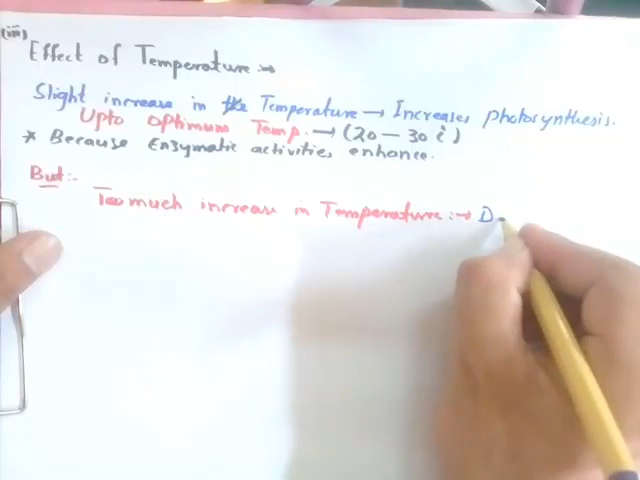 (iii)
Effect of Temperature :→
Slight increase in the Temperature → Increases photosynthesis.
Upto optimum Temp. → (20 – 30 c̊)
* Because Enzymatic activities enhance.
But:-
Too much increase in Temperature :→ D